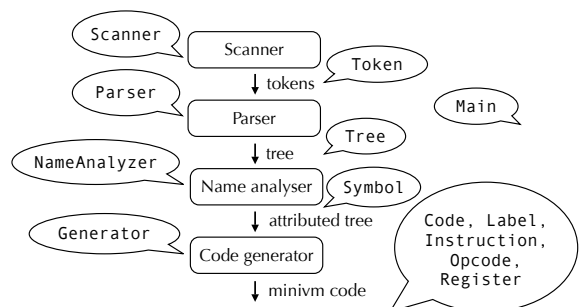 Scanner
Scanner
Token
tokens
Parser
Main
Parser
Tree
tree
NameAnalyzer
Name analyser
Symbol
attributed tree
Code, Label,
Instruction,
Opcode,
Register
Generator
Code generator
minivm code